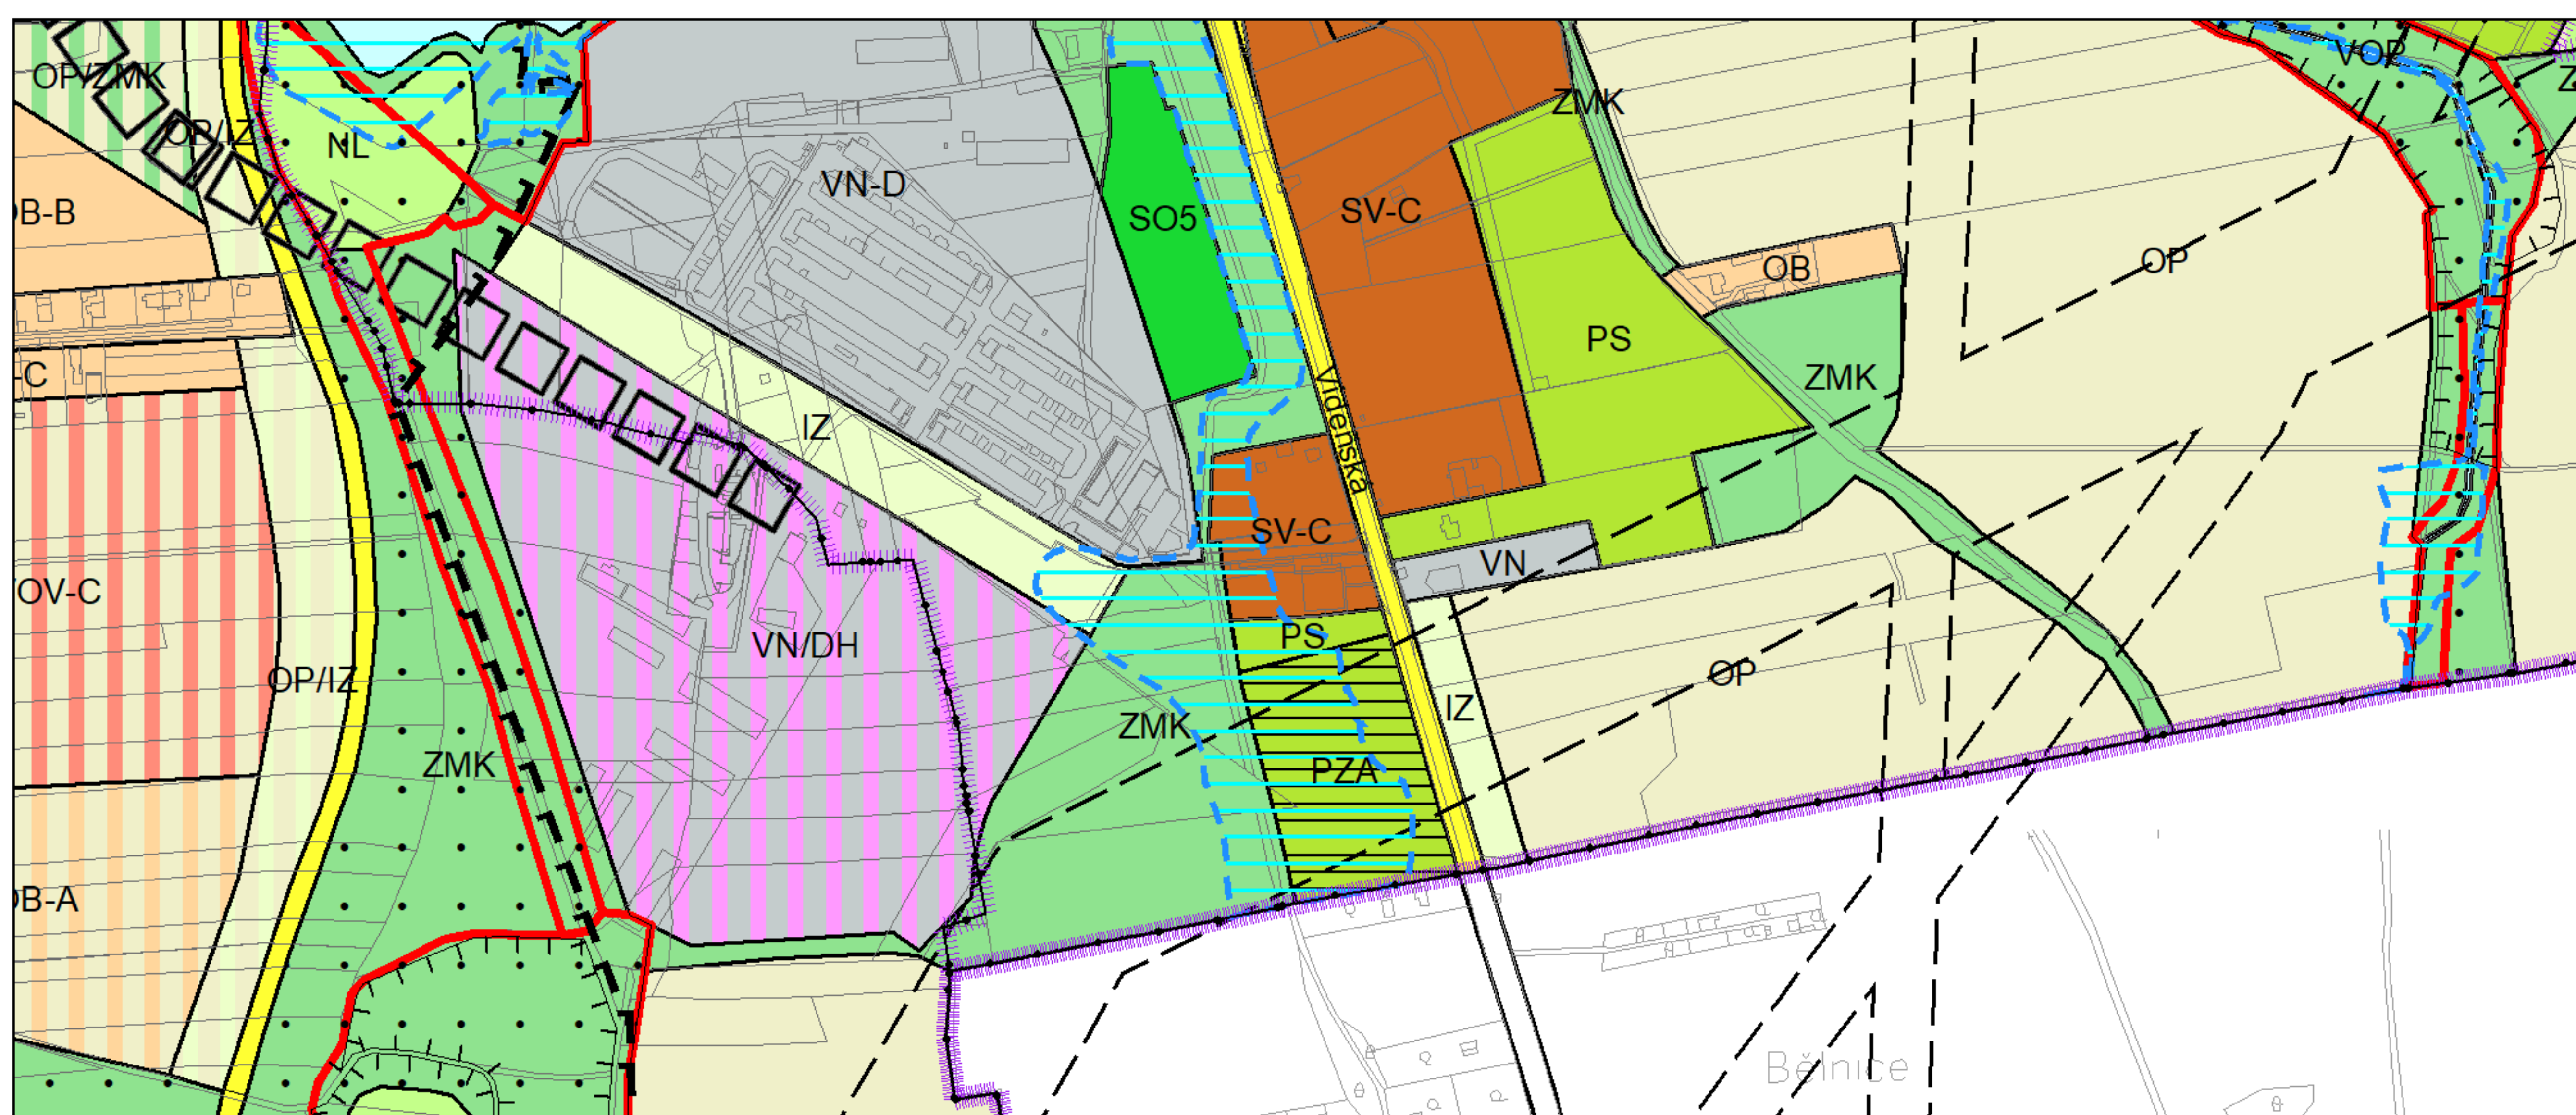 VOP
OP/ZMK
ZMK
OP/IZ
NL
VN-D
OB-B
SV-C
SO5
OP
OB
PS
-C
ZMK
Vídeňská
IZ
SV-C
VN
OV-C
VN/DH
PS
OP
OP/IZ
IZ
ZMK
ZMK
PZA
OB-A
Bělnice